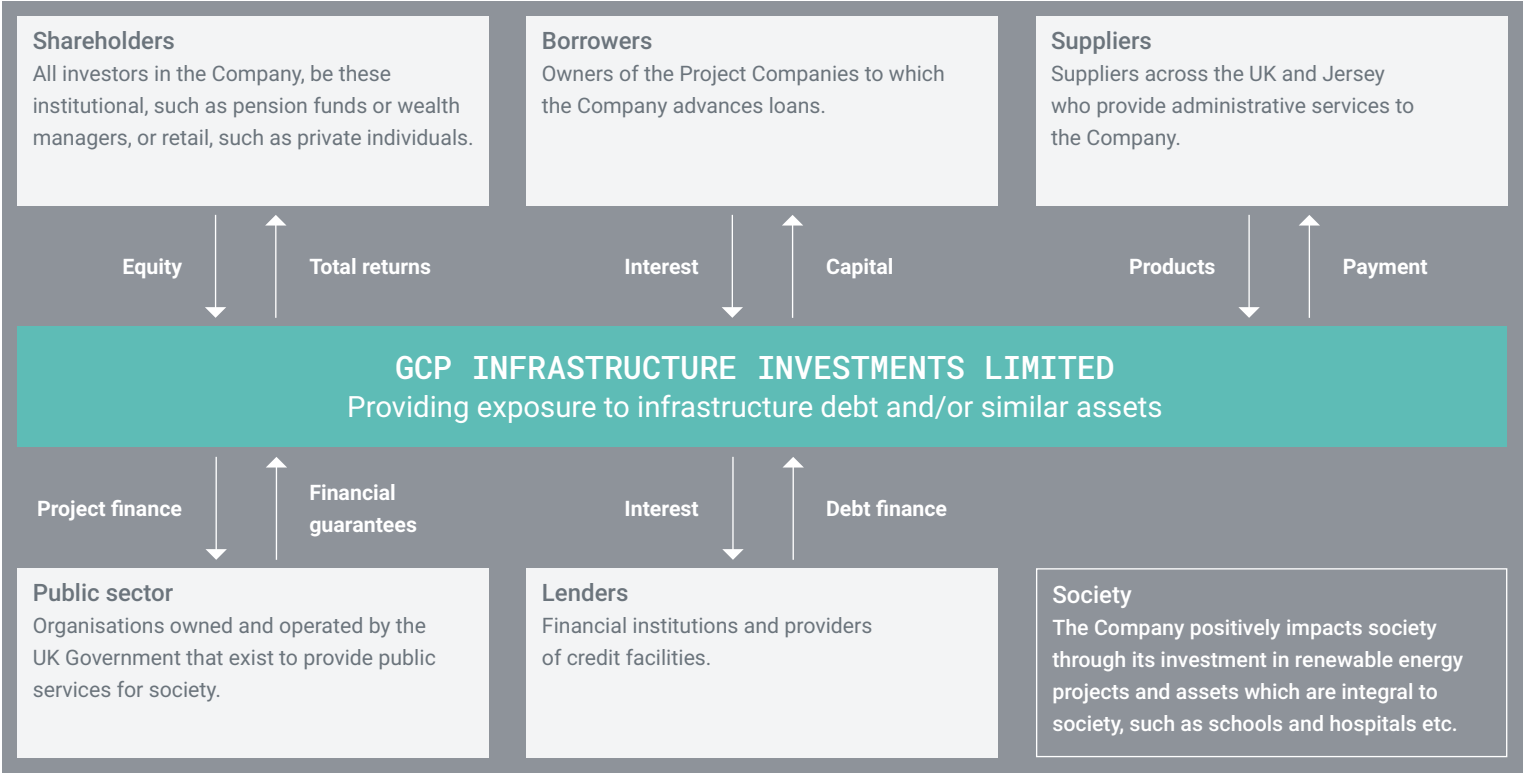 Shareholders
All investors in the Company, be these
institutional, such as pension funds or wealth
managers, or retail, such as private individuals.
Borrowers
Owners of the Project Companies to which
the Company advances loans.
Suppliers
Suppliers across the UK and Jersey
who provide administrative services to
the Company.
Equity
Total returns
Interest
Capital
Products
Payment
GCP INFRASTRUCTURE INVESTMENTS LIMITED
Providing exposure to infrastructure debt and/or similar assets
Project finance
Financial
guarantees
Interest
Debt finance
Public sector
Organisations owned and operated by the
UK Government that exist to provide public
services for society.
Lenders
Financial institutions and providers
of credit facilities.
Society
The Company positively impacts society
through its investment in renewable energy
projects and assets which are integral to
society, such as schools and hospitals etc.